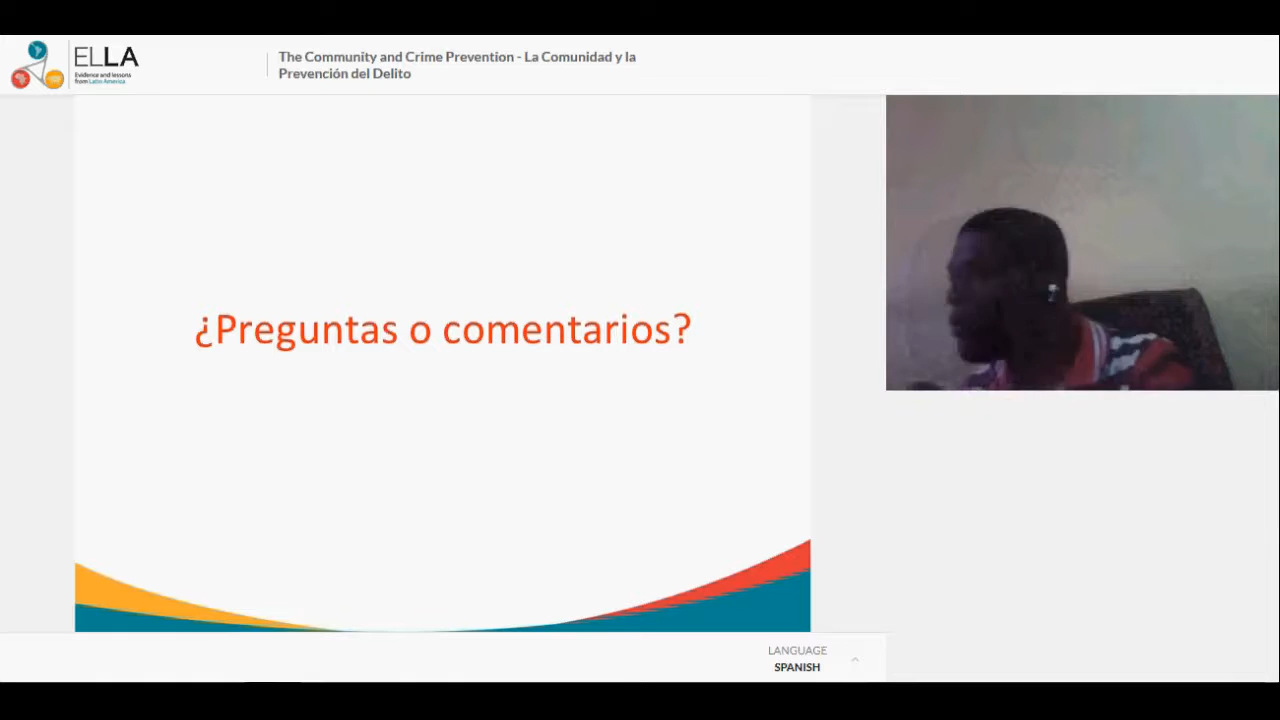 ELLA
Evidence and lessons
from Latin America
The Community and Crime Prevention - La Comunidad y la
Prevención del Delito
¿Preguntas o comentarios?
LANGUAGE
SPANISH